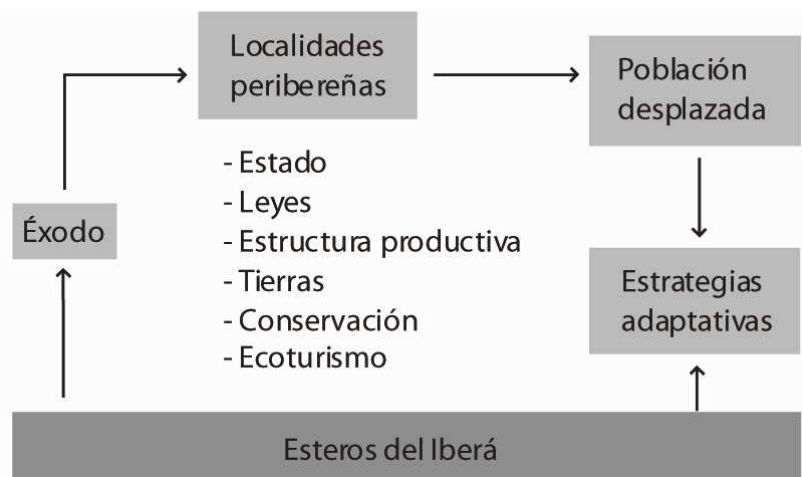 Localidades
peribereñas
Población
desplazada
- Estado
- Leyes
- Estructura productiva
- Tierras
- Conservación
- Ecoturismo
Éxodo
Estrategias
adaptativas
Esteros del Iberá